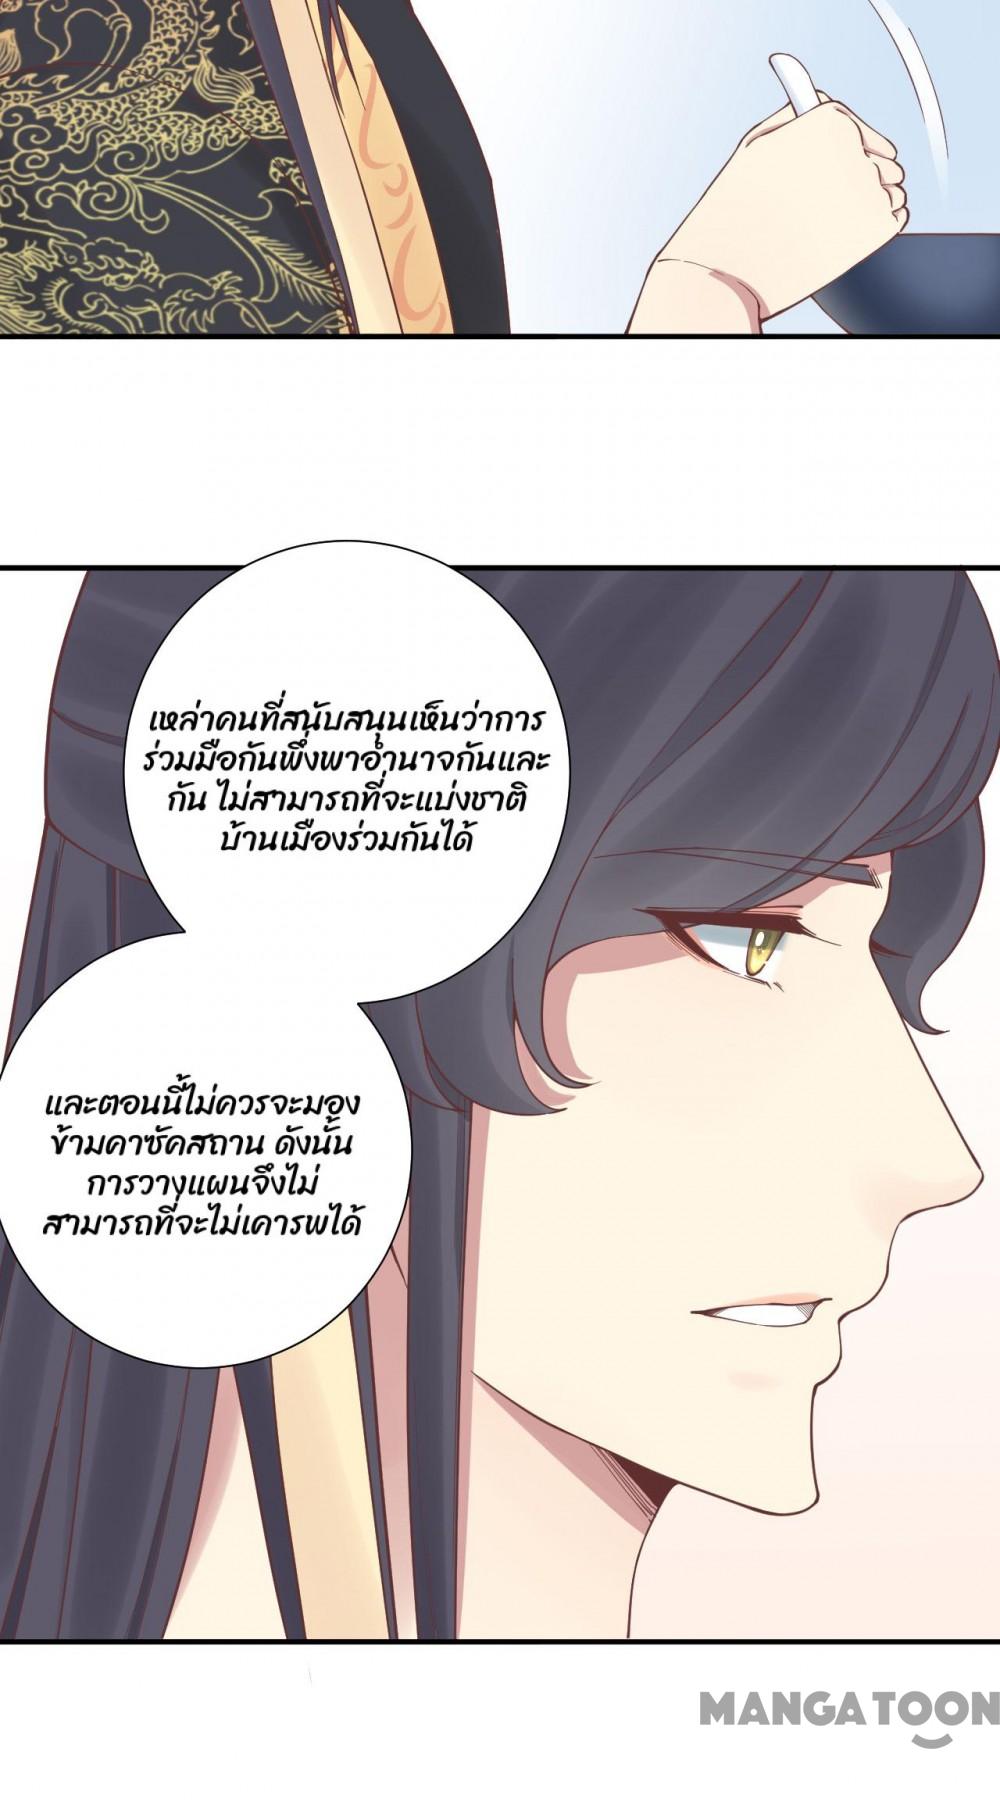 เหล่าคนที่สนับสนุนเห็นว่าการ
ร่วมมือกันพึ่งพาอำนาจกันและ
กัน ไม่สามารถที่จะแบ่งชาติ
บ้านเมืองร่วมกันได้
และตอนนี้ไม่ควรจะมอง
ข้ามคาซัคสถาน ดังนั้น
การวางแผนจึงไม่
สามารถที่จะไม่เคารพได้
MANGATOON